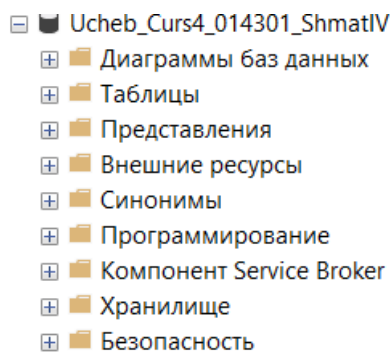 Ucheb_Curs4_014301_ShmatIV
Диаграммы баз данных
Таблицы
Представления
Внешние ресурсы
Синонимы
Программирование
Компонент Service Broker
Хранилище
Безопасность